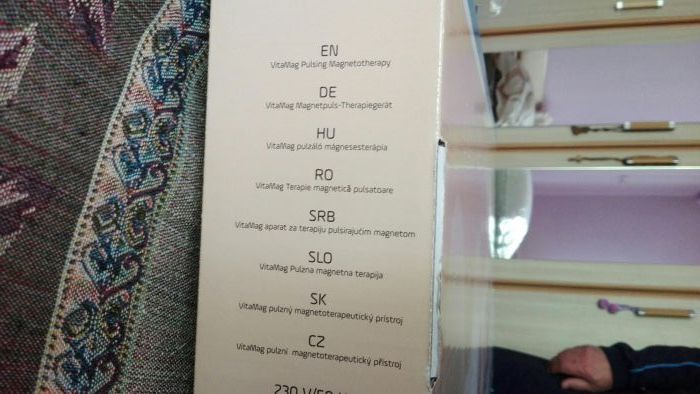 EN
VitaMag Pulsing Magnetotherapy
DE
VitaMag Magnetpuls-Therapiegerät
HU
VitaMag pulzáló mágnesesterápia
RO
VitaMag Terapie magnetică pulsatoare
SRB
VitaMag aparat za terapiju pulsirajućim magnetom
SLO
VitaMag Pulzna magnetna terapija
SK
VitaMag pulzný magnetoterapeutický prístroj
CZ
VitaMag pulzní magnetoterapeutický přístroj
230